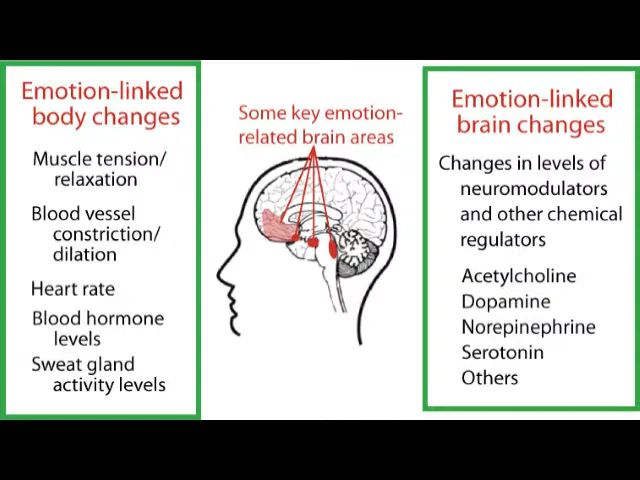 Emotion-linked
body changes
Muscle tension/
relaxation
Blood vessel
constriction/
dilation
Heart rate
Blood hormone
levels
Sweat gland
activity levels
Some key emotion-
related brain areas
Emotion-linked
brain changes
Changes in levels of
neuromodulators
and other chemical
regulators
Acetylcholine
Dopamine
Norepinephrine
Serotonin
Others